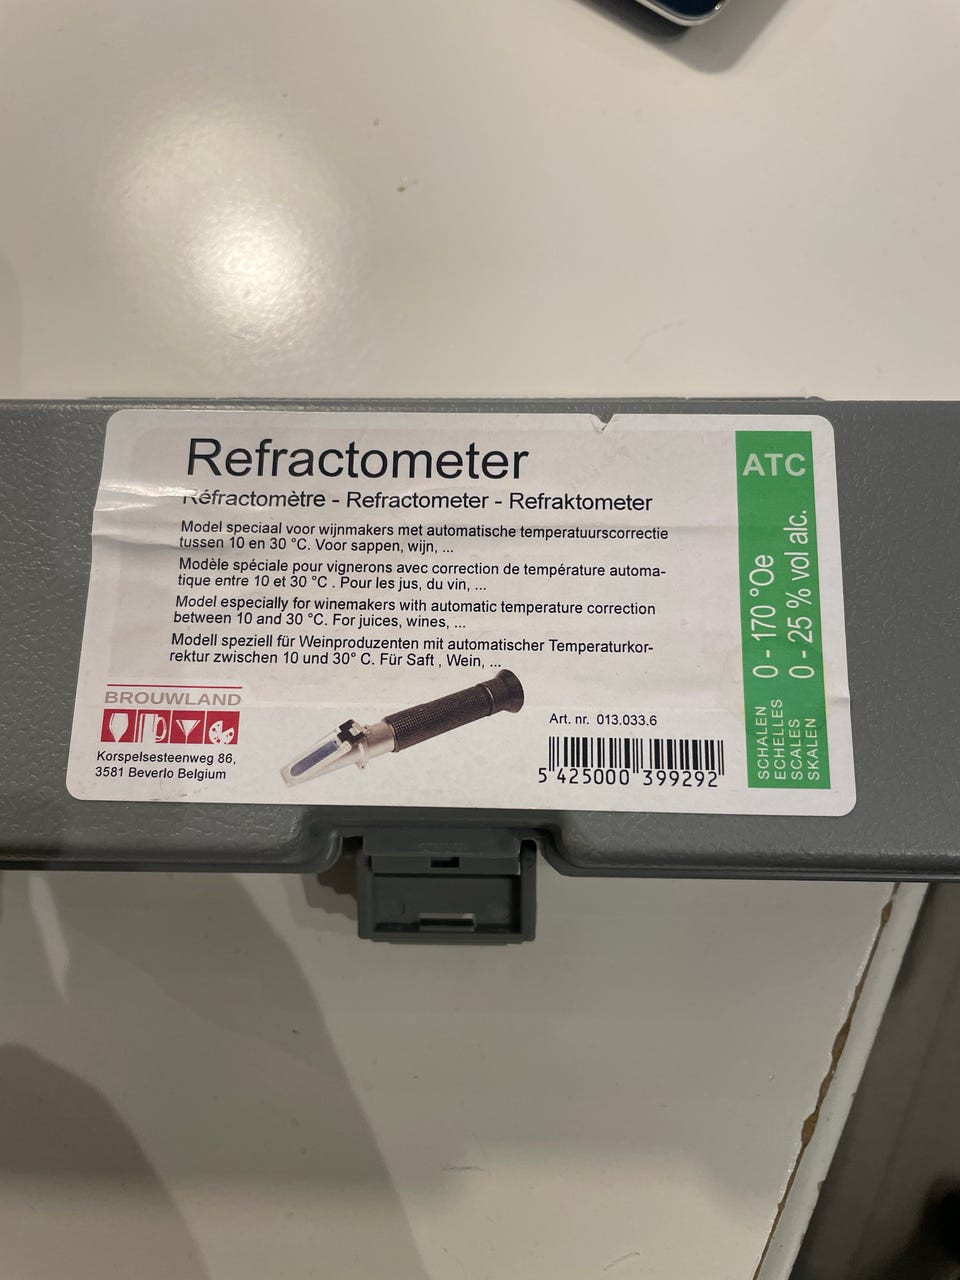 Refractometer
Réfractomètre - Refractometer - Refraktometer
Model speciaal voor wijnmakers met automatische temperatuurscorrectie
tussen 10 en 30 °C. Voor sappen, wijn, ...
Modèle spéciale pour vignerons avec correction de température automa-
tique entre 10 et 30 °C . Pour les jus, du vin, ...
Model especially for winemakers with automatic temperature correction
between 10 and 30 °C. For juices, wines, ...
Modell speziell für Weinproduzenten mit automatischer Temperaturkor-
rektur zwischen 10 und 30° C. Für Saft , Wein, ...
BROUWLAND
Korspelsesteenweg 86,
3581 Beverlo Belgium
Art. nr. 013.033.6
5 425000 399292
ATC
0 - 170 °Oe
0 - 25 % vol alc.
SCHALEN
ECHELLES
SCALES
SKALEN